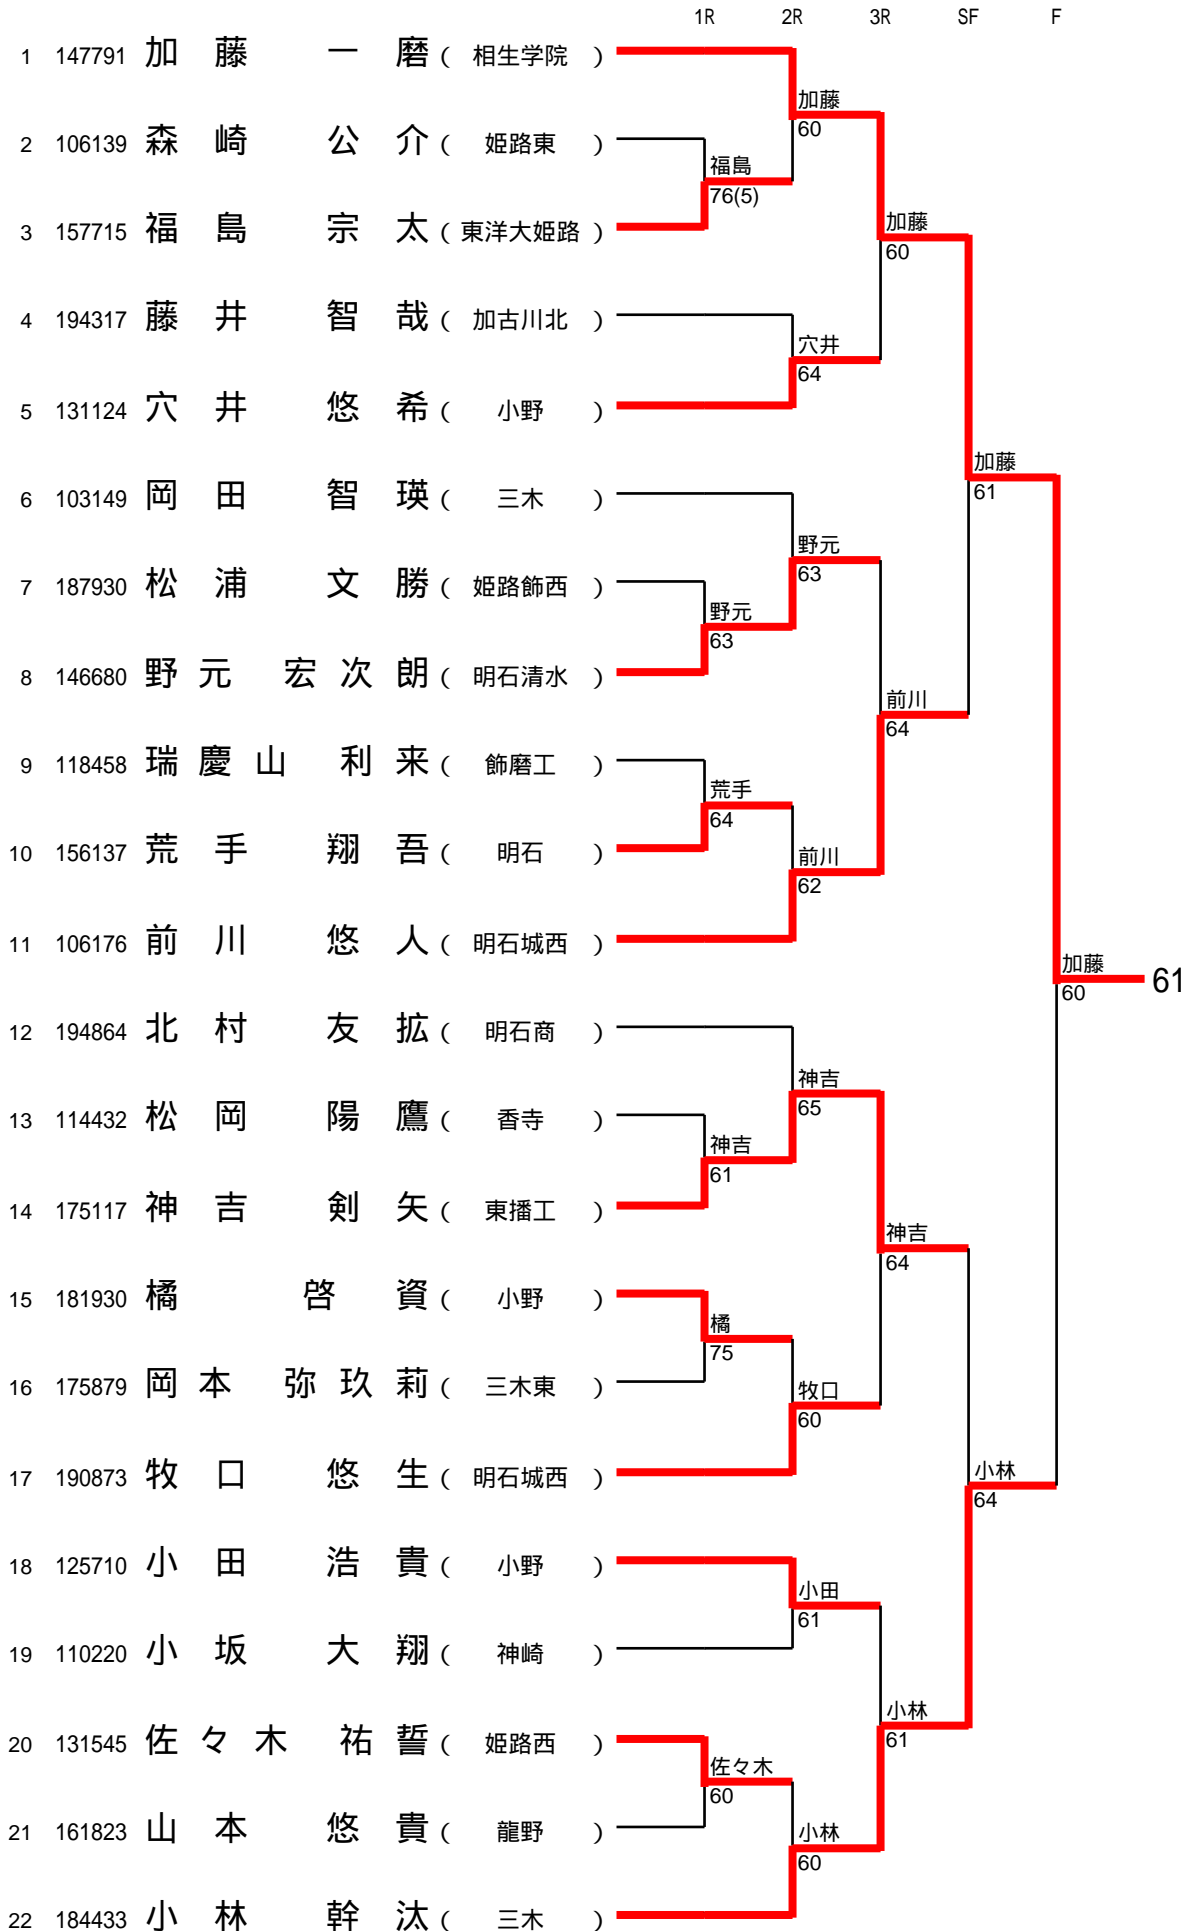 1R 2R 3R SF F
1 147791 加藤 一磨 ( 相生学院 )
加藤
60
2 106139 森崎 公介 ( 姫路東 )
福島
76(5)
3 157715 福島 宗太 ( 東洋大姫路 )
加藤
60
4 194317 藤井 智哉 ( 加古川北 )
穴井
64
5 131124 穴井 悠希 ( 小野 )
加藤
61
6 103149 岡田 智瑛 ( 三木 )
野元
63
7 187930 松浦 文勝 ( 姫路飾西 )
野元
63
8 146680 野元 宏次朗 ( 明石清水 )
前川
64
9 118458 瑞慶山 利来 ( 飾磨工 )
荒手
64
10 156137 荒手 翔吾 ( 明石 )
前川
62
11 106176 前川 悠人 ( 明石城西 )
加藤
60
61
12 194864 北村 友拡 ( 明石商 )
神吉
65
13 114432 松岡 陽鷹 ( 香寺 )
神吉
61
14 175117 神吉 剣矢 ( 東播工 )
神吉
64
15 181930 橘 啓資 ( 小野 )
橘
75
16 175879 岡本 弥玖莉 ( 三木東 )
牧口
60
17 190873 牧口 悠生 ( 明石城西 )
小林
64
18 125710 小田 浩貴 ( 小野 )
小田
61
19 110220 小坂 大翔 ( 神崎 )
小林
61
20 131545 佐々木 祐誓 ( 姫路西 )
佐々木
60
21 161823 山本 悠貴 ( 龍野 )
小林
60
22 184433 小林 幹汰 ( 三木 )